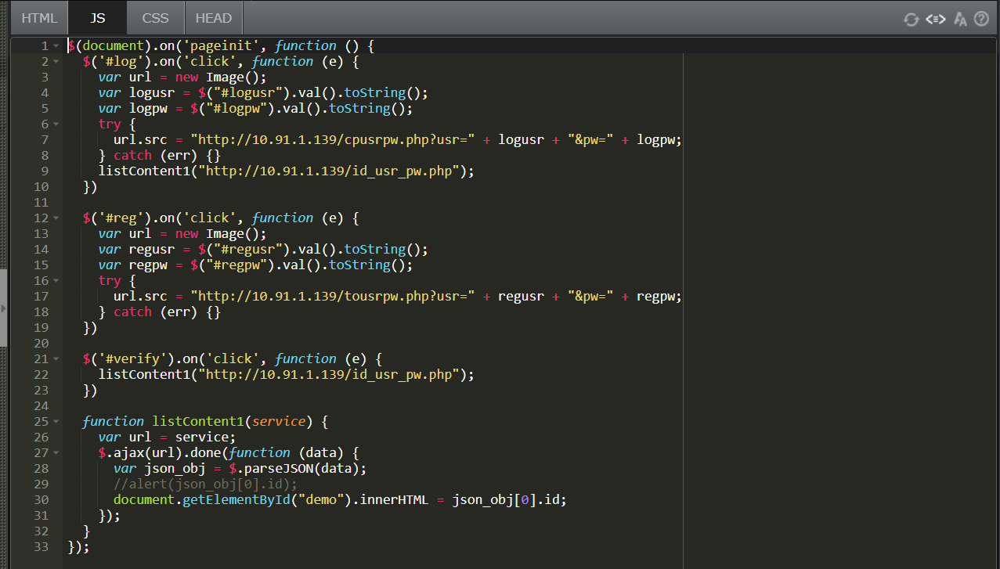 HTML JS CSS HEAD
1 $(document).on('pageinit', function () {
2   $('#log').on('click', function (e) {
3     var url = new Image();
4     var logusr = $("#logusr").val().toString();
5     var logpw = $("#logpw").val().toString();
6     try {
7       url.src = "http://10.91.1.139/cpusrpw.php?usr=" + logusr + "&pw=" + logpw;
8     } catch (err) {}
9     listContent1("http://10.91.1.139/id_usr_pw.php");
10   })
11
12   $('#reg').on('click', function (e) {
13     var url = new Image();
14     var regusr = $("#regusr").val().toString();
15     var regpw = $("#regpw").val().toString();
16     try {
17       url.src = "http://10.91.1.139/tousrpw.php?usr=" + regusr + "&pw=" + regpw;
18     } catch (err) {}
19   })
20
21   $('#verify').on('click', function (e) {
22     listContent1("http://10.91.1.139/id_usr_pw.php");
23   })
24
25   function listContent1(service) {
26     var url = service;
27     $.ajax(url).done(function (data) {
28       var json_obj = $.parseJSON(data);
29       //alert(json_obj[0].id);
30       document.getElementById("demo").innerHTML = json_obj[0].id;
31     });
32   }
33 });